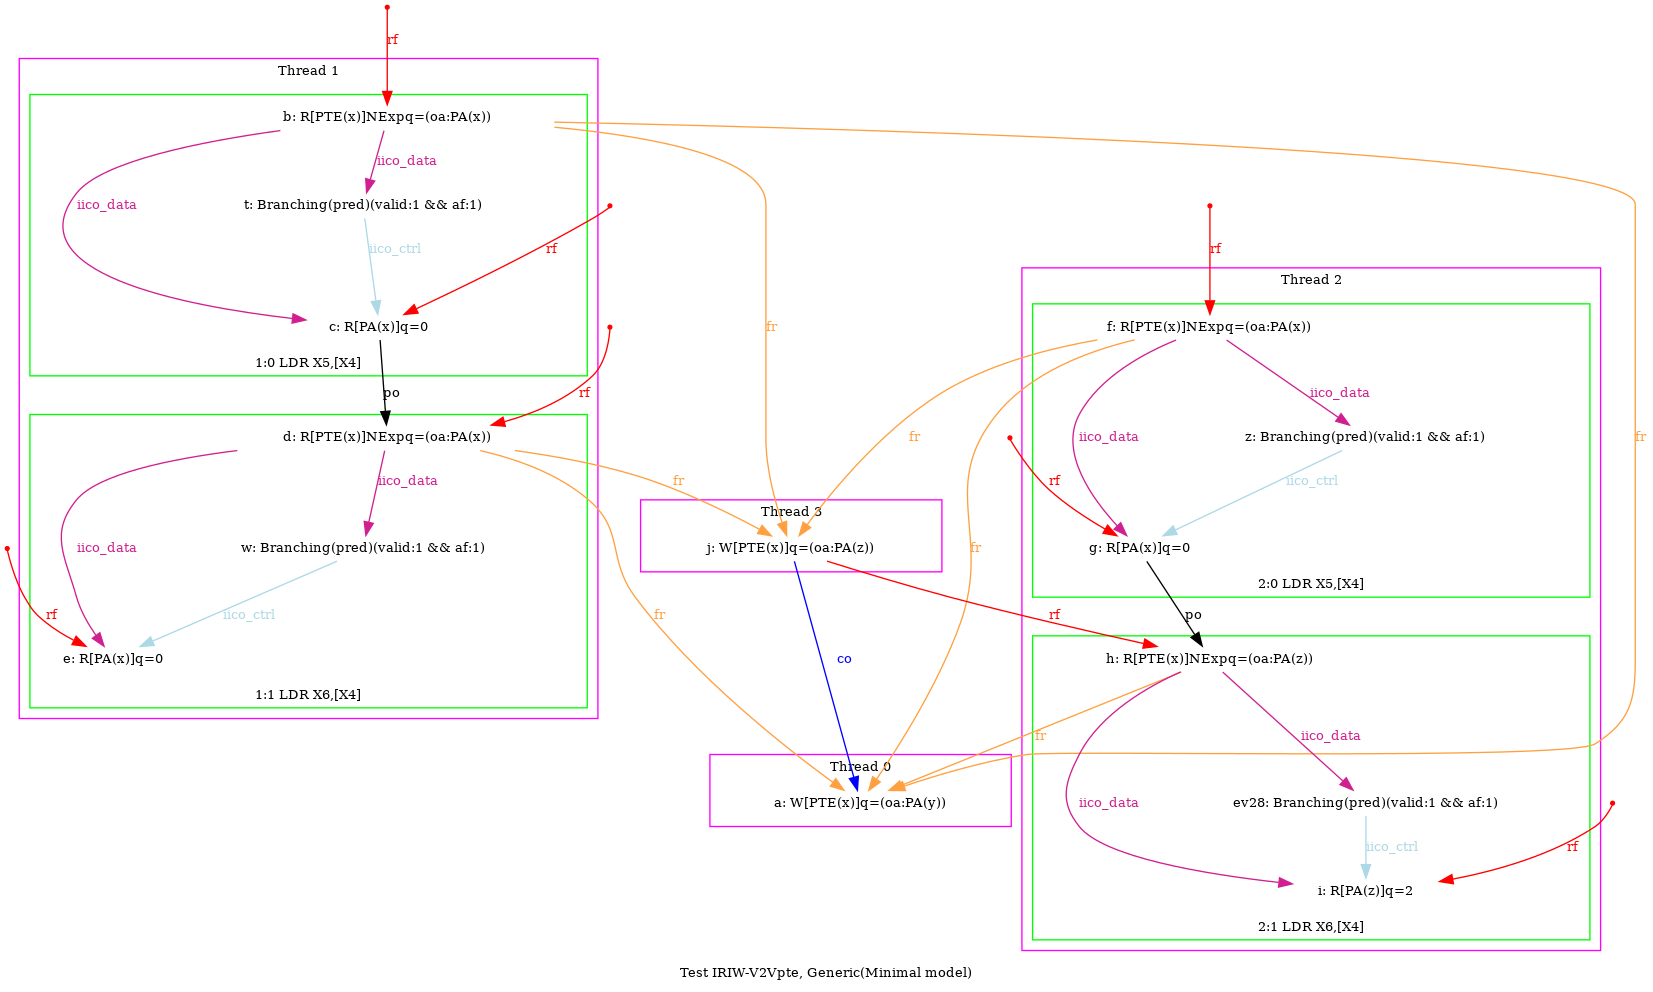 rf
Thread 1
b: R[PTE(x)]NExpq=(oa:PA(x))
iico_data
iico_data
t: Branching(pred)(valid:1 && af:1)
iico_ctrl
rf
rf
c: R[PA(x)]q=0
fr
1:0 LDR X5,[X4]
po
rf
d: R[PTE(x)]NExpq=(oa:PA(x))
iico_data
iico_data
fr
w: Branching(pred)(valid:1 && af:1)
rf
iico_ctrl
fr
e: R[PA(x)]q=0
1:1 LDR X6,[X4]
Thread 2
f: R[PTE(x)]NExpq=(oa:PA(x))
iico_data
iico_data
fr
z: Branching(pred)(valid:1 && af:1)
fr
rf
iico_ctrl
Thread 3
j: W[PTE(x)]q=(oa:PA(z))
fr
g: R[PA(x)]q=0
2:0 LDR X5,[X4]
rf
po
co
h: R[PTE(x)]NExpq=(oa:PA(z))
fr
iico_data
iico_data
Thread 0
a: W[PTE(x)]q=(oa:PA(y))
ev28: Branching(pred)(valid:1 && af:1)
iico_ctrl
rf
i: R[PA(z)]q=2
2:1 LDR X6,[X4]
Test IRIW-V2Vpte, Generic(Minimal model)